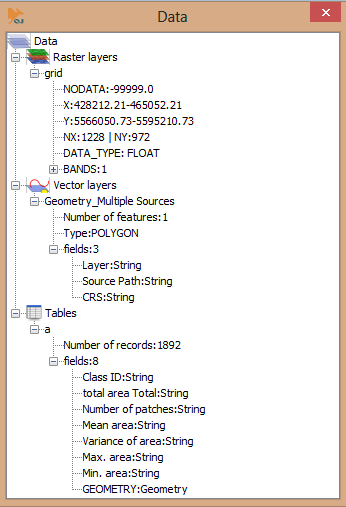 Data
Data
Raster layers
grid
NODATA:-99999.0
X:428212.21-465052.21
Y:5566050.73-5595210.73
NX:1228 | NY:972
DATA_TYPE: FLOAT
BANDS:1
Vector layers
Geometry_Multiple Sources
Number of features:1
Type:POLYGON
fields:3
Layer:String
Source Path:String
CRS:String
Tables
a
Number of records:1892
fields:8
Class ID:String
total area Total:String
Number of patches:String
Mean area:String
Variance of area:String
Max. area:String
Min. area:String
GEOMETRY:Geometry